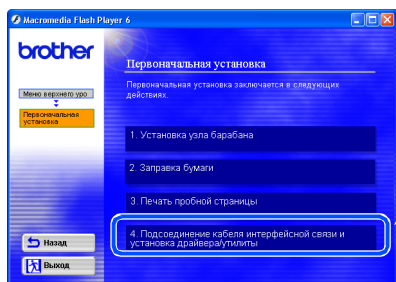 Macromedia Flash Player 6
brother
Первоначальная установка
Первоначальная установка заключается в следующих
действиях.
Меню верхнего уро
Первоначальная
установка
1. Установка узла барабана
2. Заправка бумаги
3. Печать пробной страницы
4. Подсоединение кабеля интерфейсной связи и
установка драйвера/утилиты
Назад
Выход